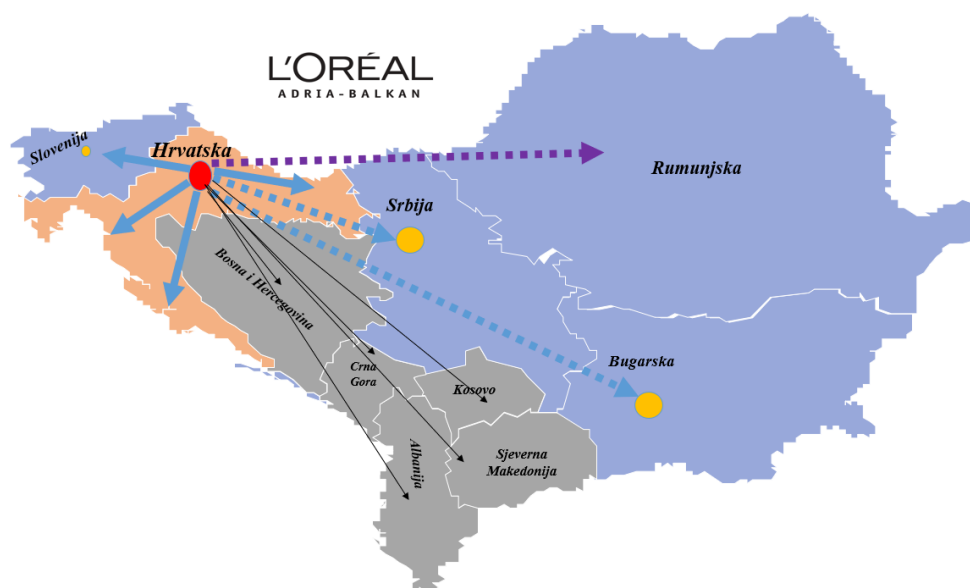 L'ORÉAL
ADRIA-BALKAN
Slovenija
Hrvatska
Rumunjska
Srbija
Bosna i Hercegovina
Bugarska
Crna
Gora
Kosovo
Albanija
Sjeverna
Makedonija